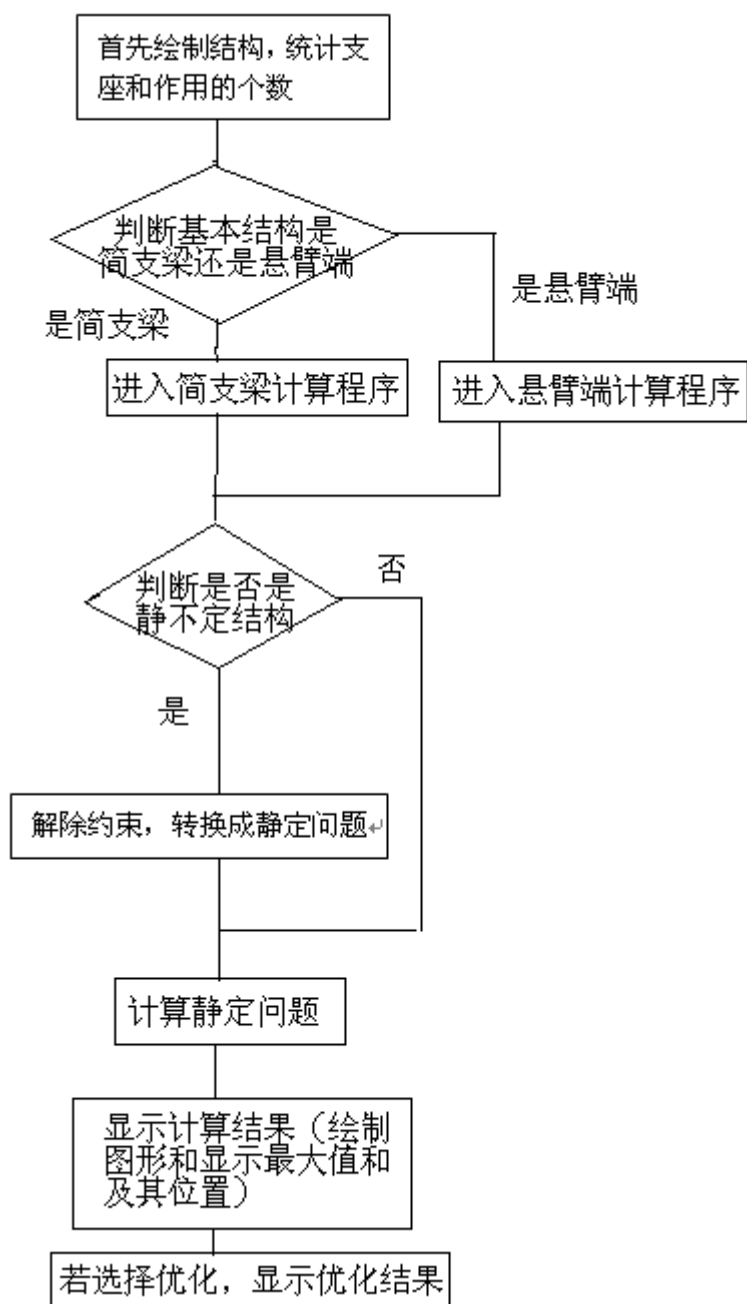 首先绘制结构，统计支
座和作用的个数
判断基本结构是
简支梁还是悬臂端
是悬臂端
是简支梁
进入简支梁计算程序
进入悬臂端计算程序
判断是否是
静不定结构
否
是
解除约束，转换成静定问题↵
计算静定问题
显示计算结果（绘制
图形和显示最大值和
及其位置）
若选择优化，显示优化结果